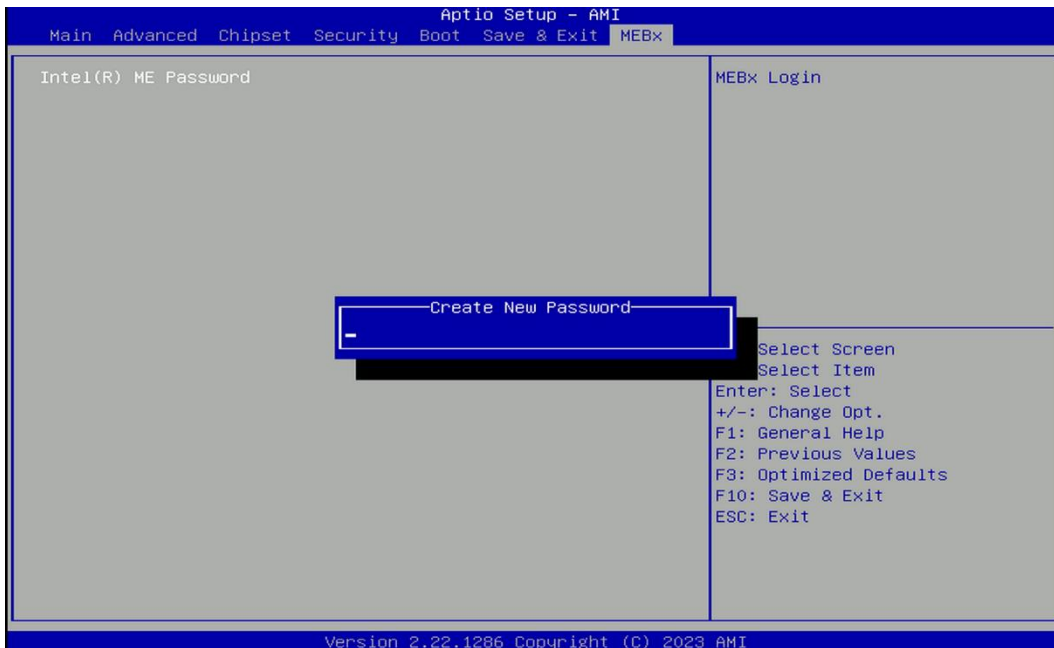 Aptio Setup – AMI
Main Advanced Chipset Security Boot Save & Exit MEBx
Intel(R) ME Password
MEBx Login
Create New Password
Select Screen
Select Item
Enter: Select
+/-: Change Opt.
F1: General Help
F2: Previous Values
F3: Optimized Defaults
F10: Save & Exit
ESC: Exit
Version 2.22.1286 Copyright (C) 2023 AMI